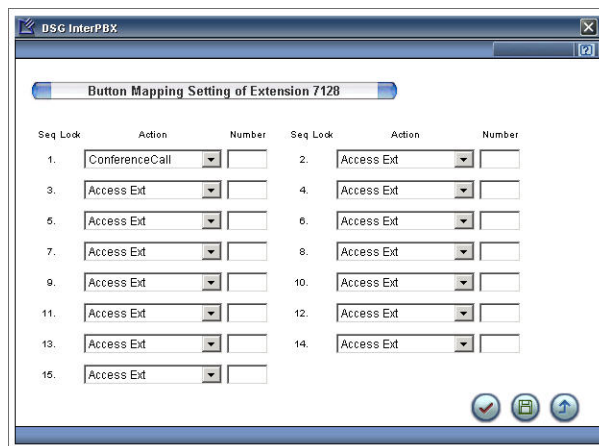 DSG InterPBX
[?]
Button Mapping Setting of Extension 7128
Seq Lock Action Number Seq Lock Action Number
1. ConferenceCall 2. Access Ext
3. Access Ext 4. Access Ext
5. Access Ext 6. Access Ext
7. Access Ext 8. Access Ext
9. Access Ext 10. Access Ext
11. Access Ext 12. Access Ext
13. Access Ext 14. Access Ext
15. Access Ext